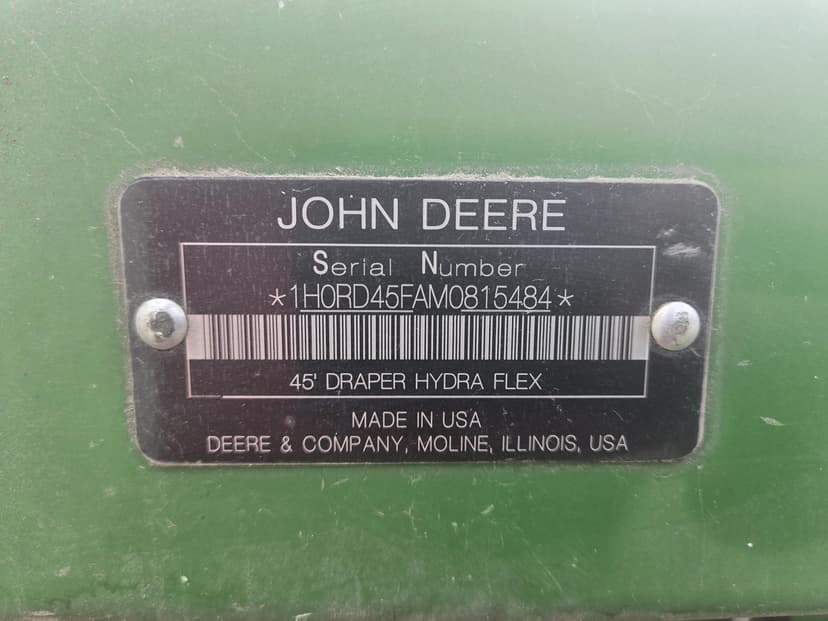 JOHN DEERE
Serial Number
*1H0RD45FAM0815484*
45' DRAPER HYDRA FLEX
MADE IN USA
DEERE & COMPANY, MOLINE, ILLINOIS, USA